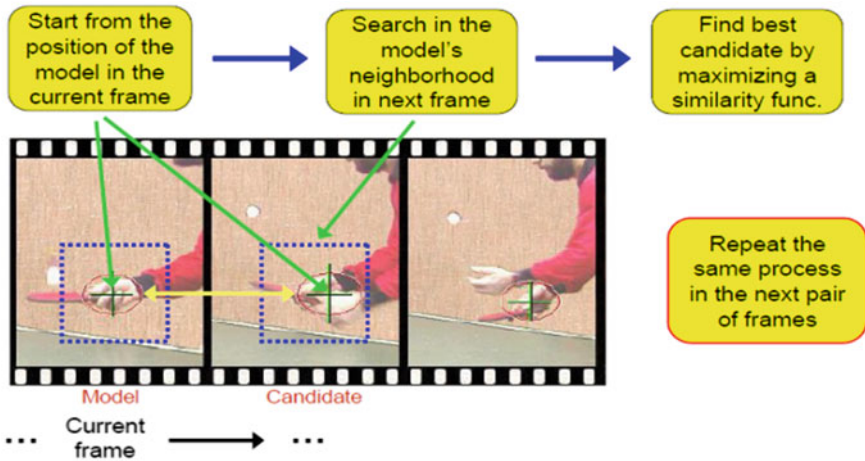 Start from the
position of the
model in the
current frame
Search in the
model's
neighborhood
in next frame
Find best
candidate by
maximizing a
similarity func.
Repeat the
same process
in the next pair
of frames
Model
Candidate
... Current
frame
...